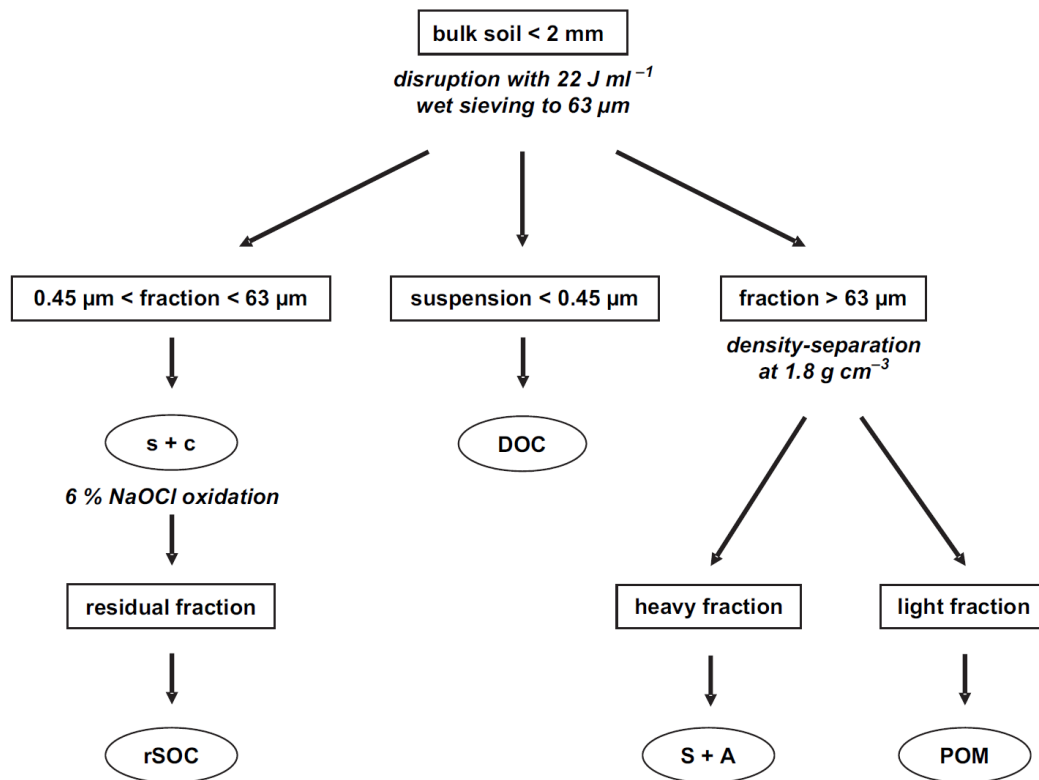 bulk soil < 2 mm
disruption with 22 J ml⁻¹
wet sieving to 63 µm
0.45 µm < fraction < 63 µm
suspension < 0.45 µm
fraction > 63 µm
density-separation
at 1.8 g cm⁻³
s + c
DOC
6 % NaOCl oxidation
residual fraction
heavy fraction
light fraction
rSOC
S + A
POM